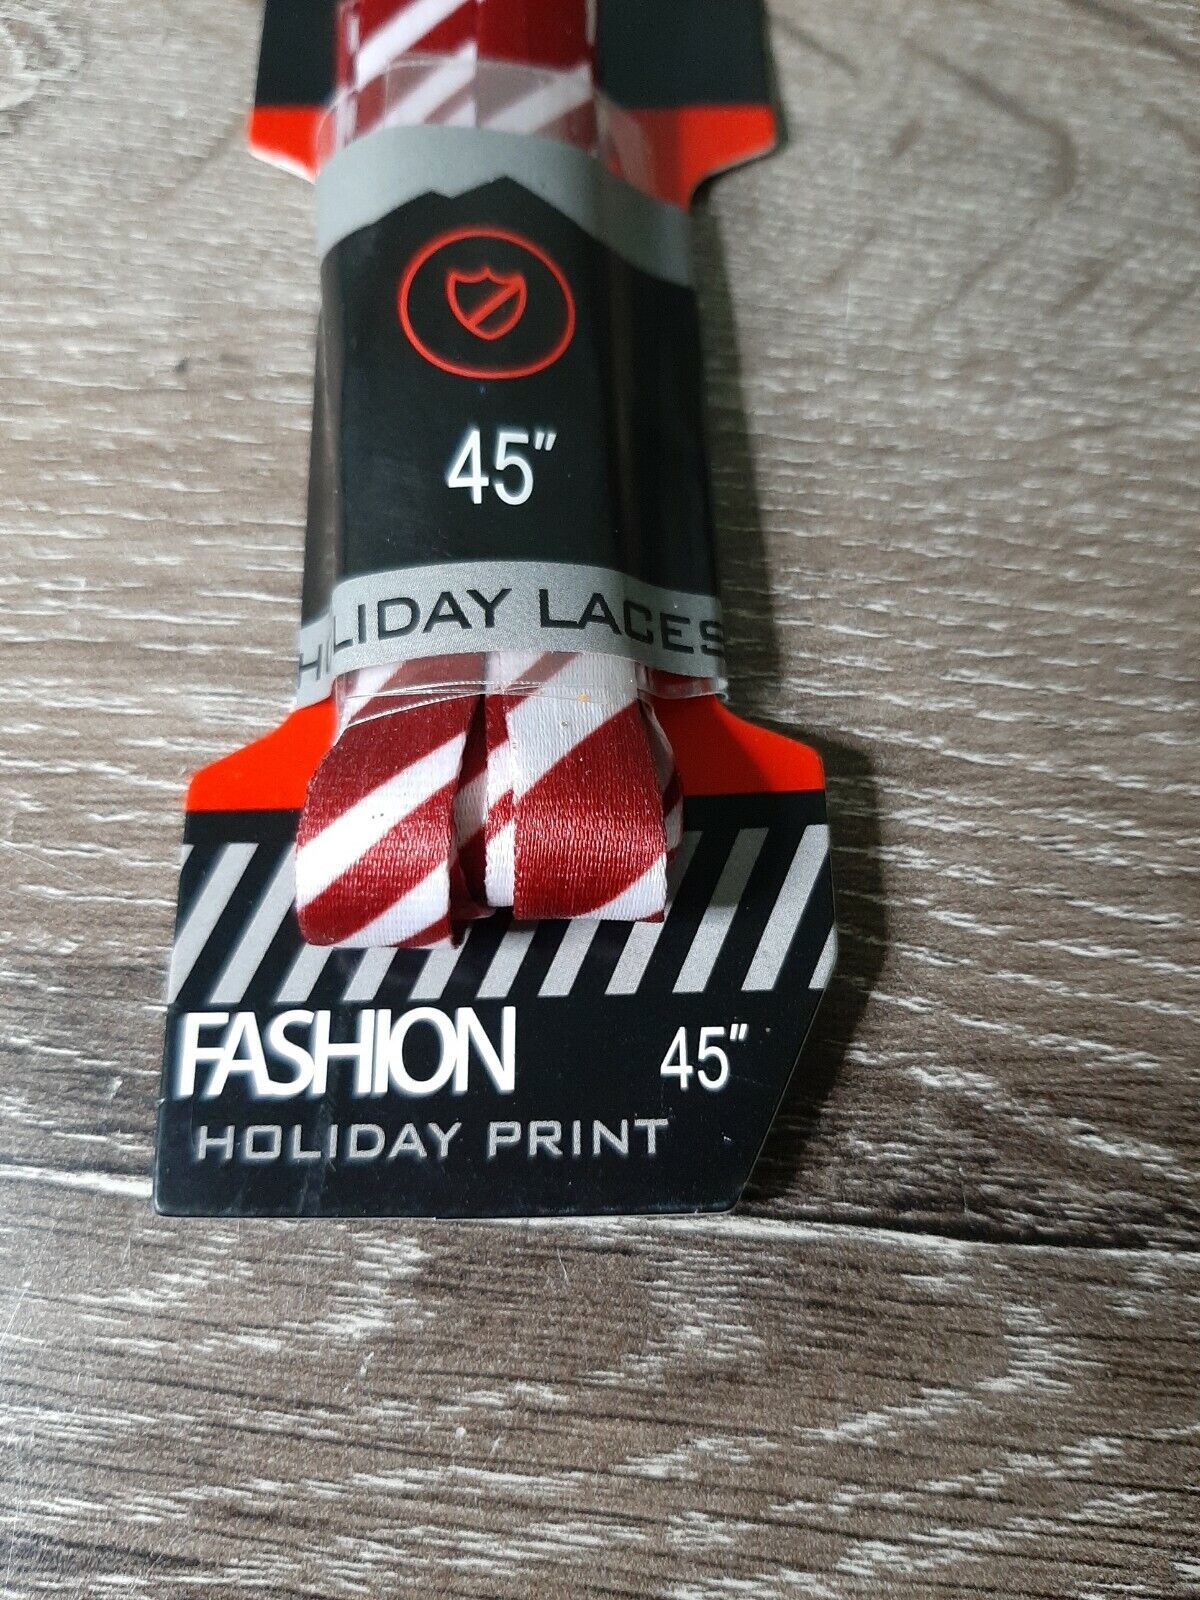 45"
HOLIDAY LACES
FASHION 45"
HOLIDAY PRINT